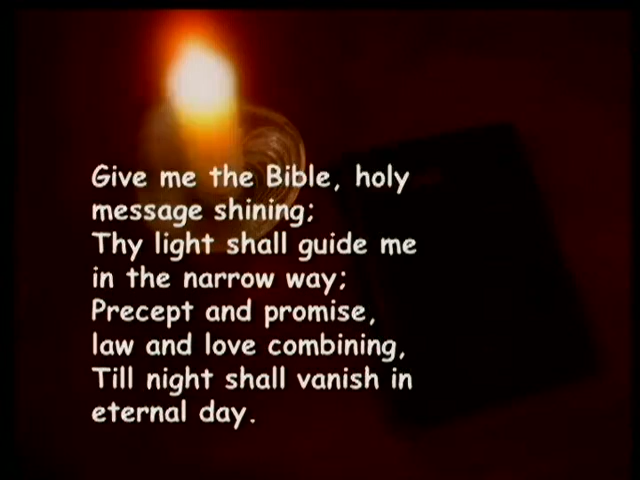 Give me the Bible, holy
message shining;
Thy light shall guide me
in the narrow way;
Precept and promise,
law and love combining,
Till night shall vanish in
eternal day.